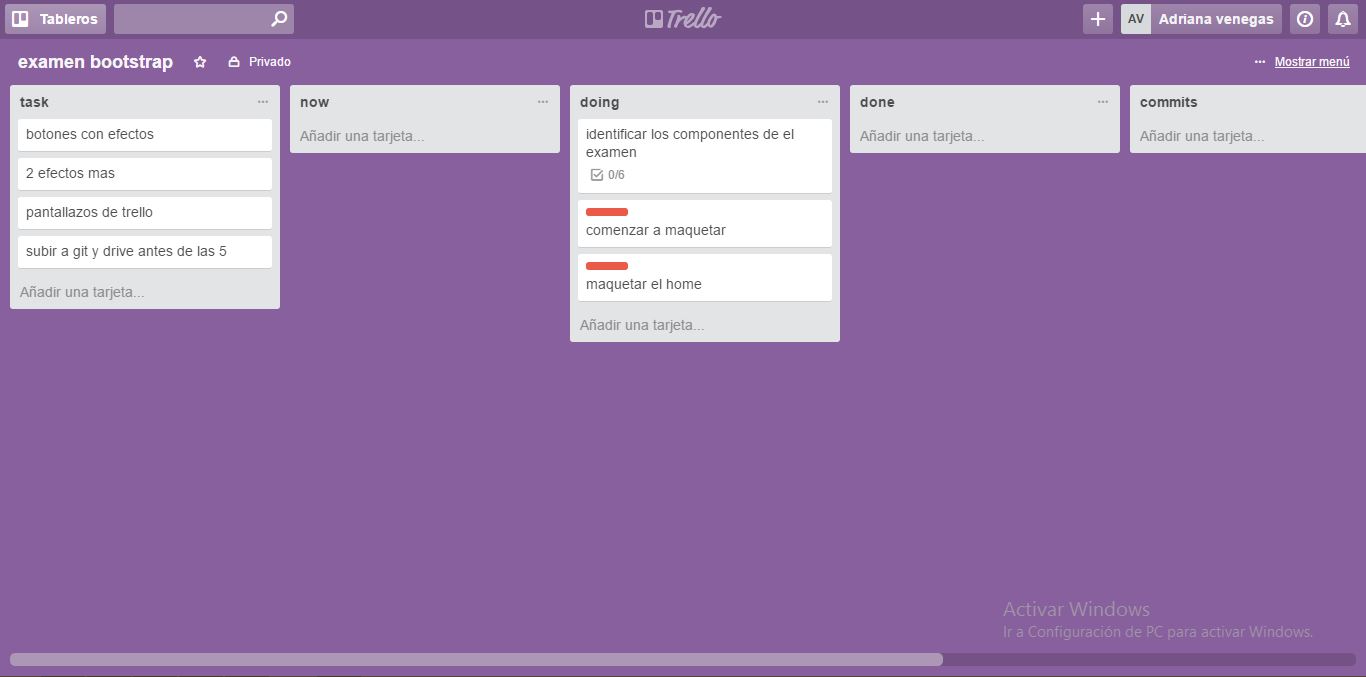 Tableros
Trello
AV
Adriana venegas
examen bootstrap
Privado
Mostrar menú
task
botones con efectos
2 efectos mas
pantallazos de trello
subir a git y drive antes de las 5
Añadir una tarjeta...
now
Añadir una tarjeta...
doing
identificar los componentes de el
examen
0/6
comenzar a maquetar
maquetar el home
Añadir una tarjeta...
done
Añadir una tarjeta...
commits
Añadir una tarjeta...
Activar Windows
Ir a Configuración de PC para activar Windows.